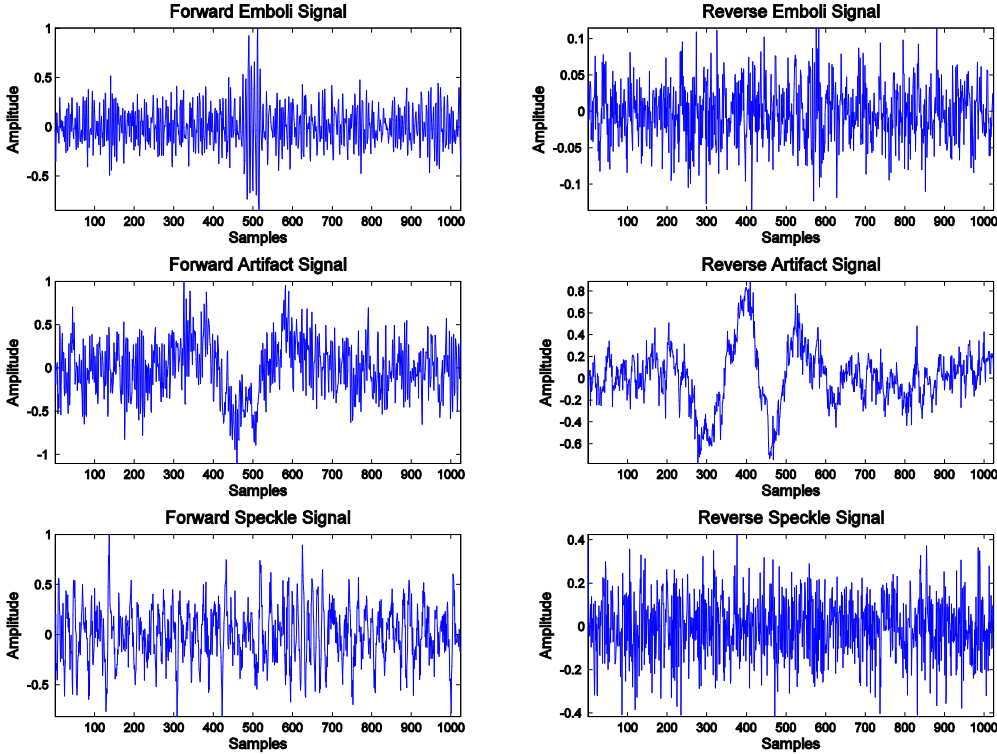 Forward Emboli Signal
Amplitude
1
0.5
0
-0.5
100 200 300 400 500 600 700 800 900 1000
Samples
Reverse Emboli Signal
Amplitude
0.1
0.05
0
-0.05
-0.1
100 200 300 400 500 600 700 800 900 1000
Samples
Forward Artifact Signal
Amplitude
1
0.5
0
-0.5
-1
100 200 300 400 500 600 700 800 900 1000
Samples
Reverse Artifact Signal
Amplitude
0.8
0.6
0.4
0.2
0
-0.2
-0.4
-0.6
100 200 300 400 500 600 700 800 900 1000
Samples
Forward Speckle Signal
Amplitude
1
0.5
0
-0.5
100 200 300 400 500 600 700 800 900 1000
Samples
Reverse Speckle Signal
Amplitude
0.4
0.2
0
-0.2
-0.4
100 200 300 400 500 600 700 800 900 1000
Samples